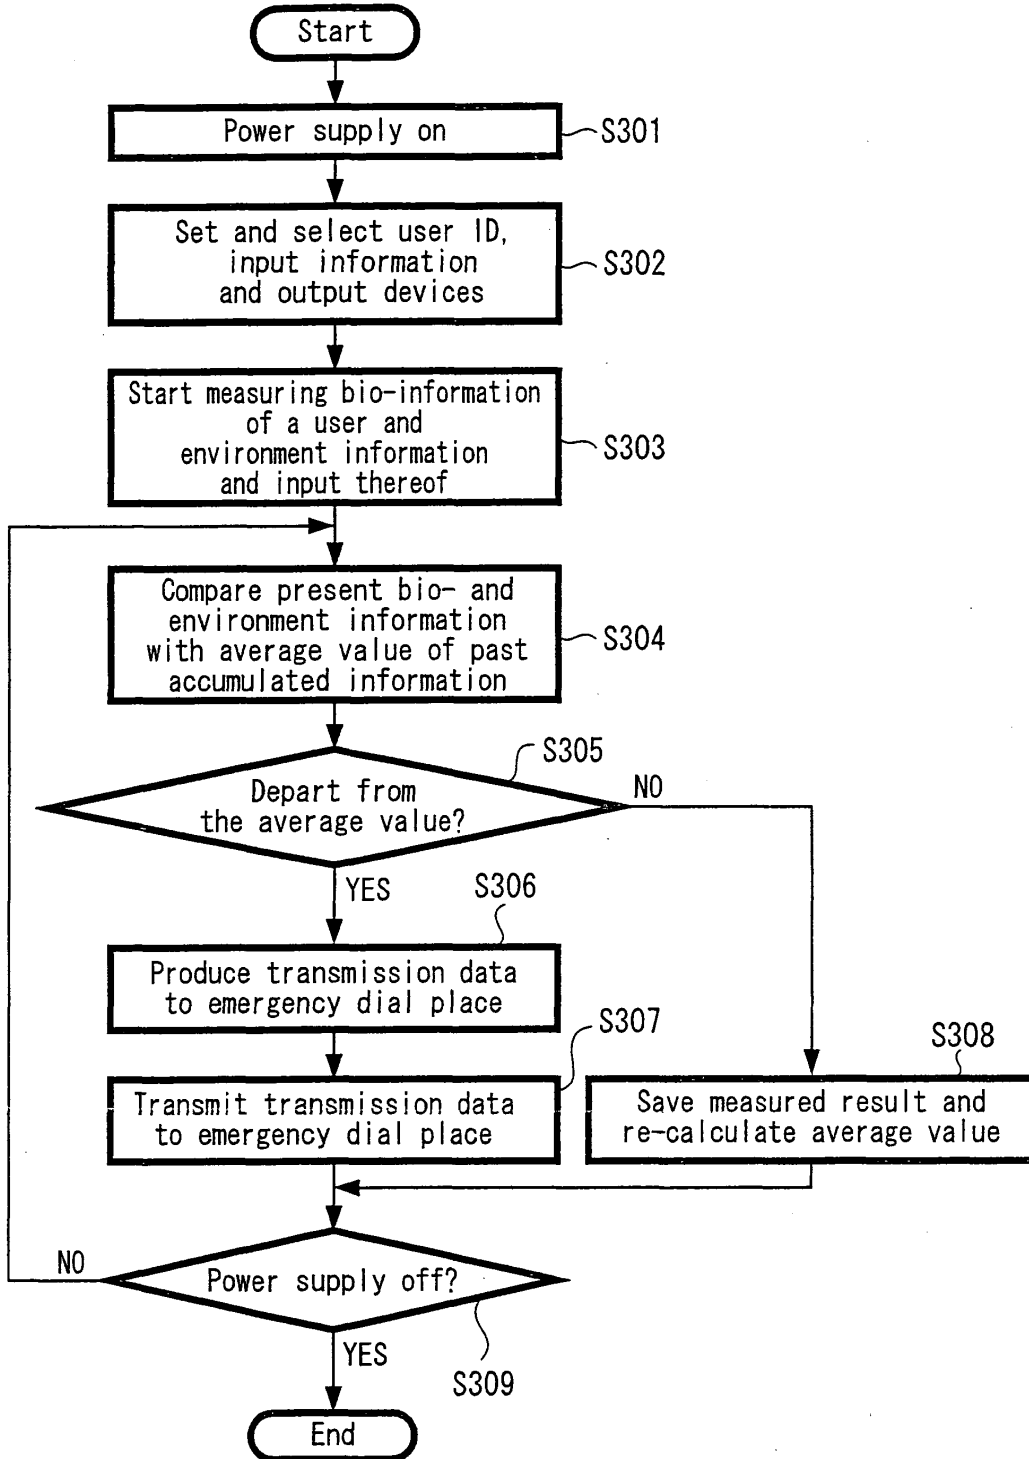 Start
Power supply on
S301
Set and select user ID,
input information
and output devices
S302
Start measuring bio-information
of a user and
environment information
and input thereof
S303
Compare present bio- and
environment information
with average value of past
accumulated information
S304
S305
Depart from
the average value?
NO
YES
S306
Produce transmission data
to emergency dial place
S307
Transmit transmission data
to emergency dial place
S308
Save measured result and
re-calculate average value
NO
Power supply off?
YES
S309
End